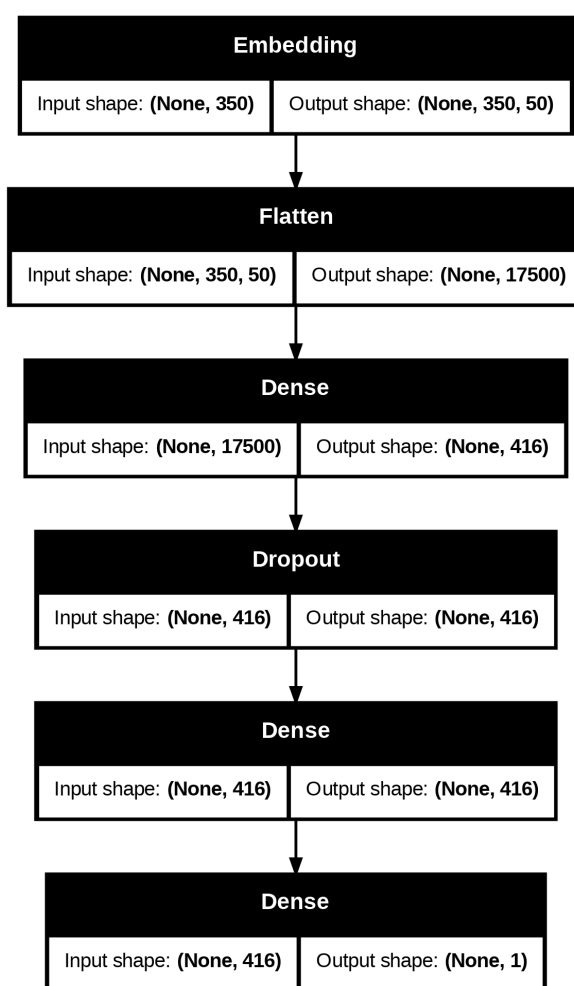 Embedding
Input shape: (None, 350) Output shape: (None, 350, 50)
Flatten
Input shape: (None, 350, 50) Output shape: (None, 17500)
Dense
Input shape: (None, 17500) Output shape: (None, 416)
Dropout
Input shape: (None, 416) Output shape: (None, 416)
Dense
Input shape: (None, 416) Output shape: (None, 416)
Dense
Input shape: (None, 416) Output shape: (None, 1)